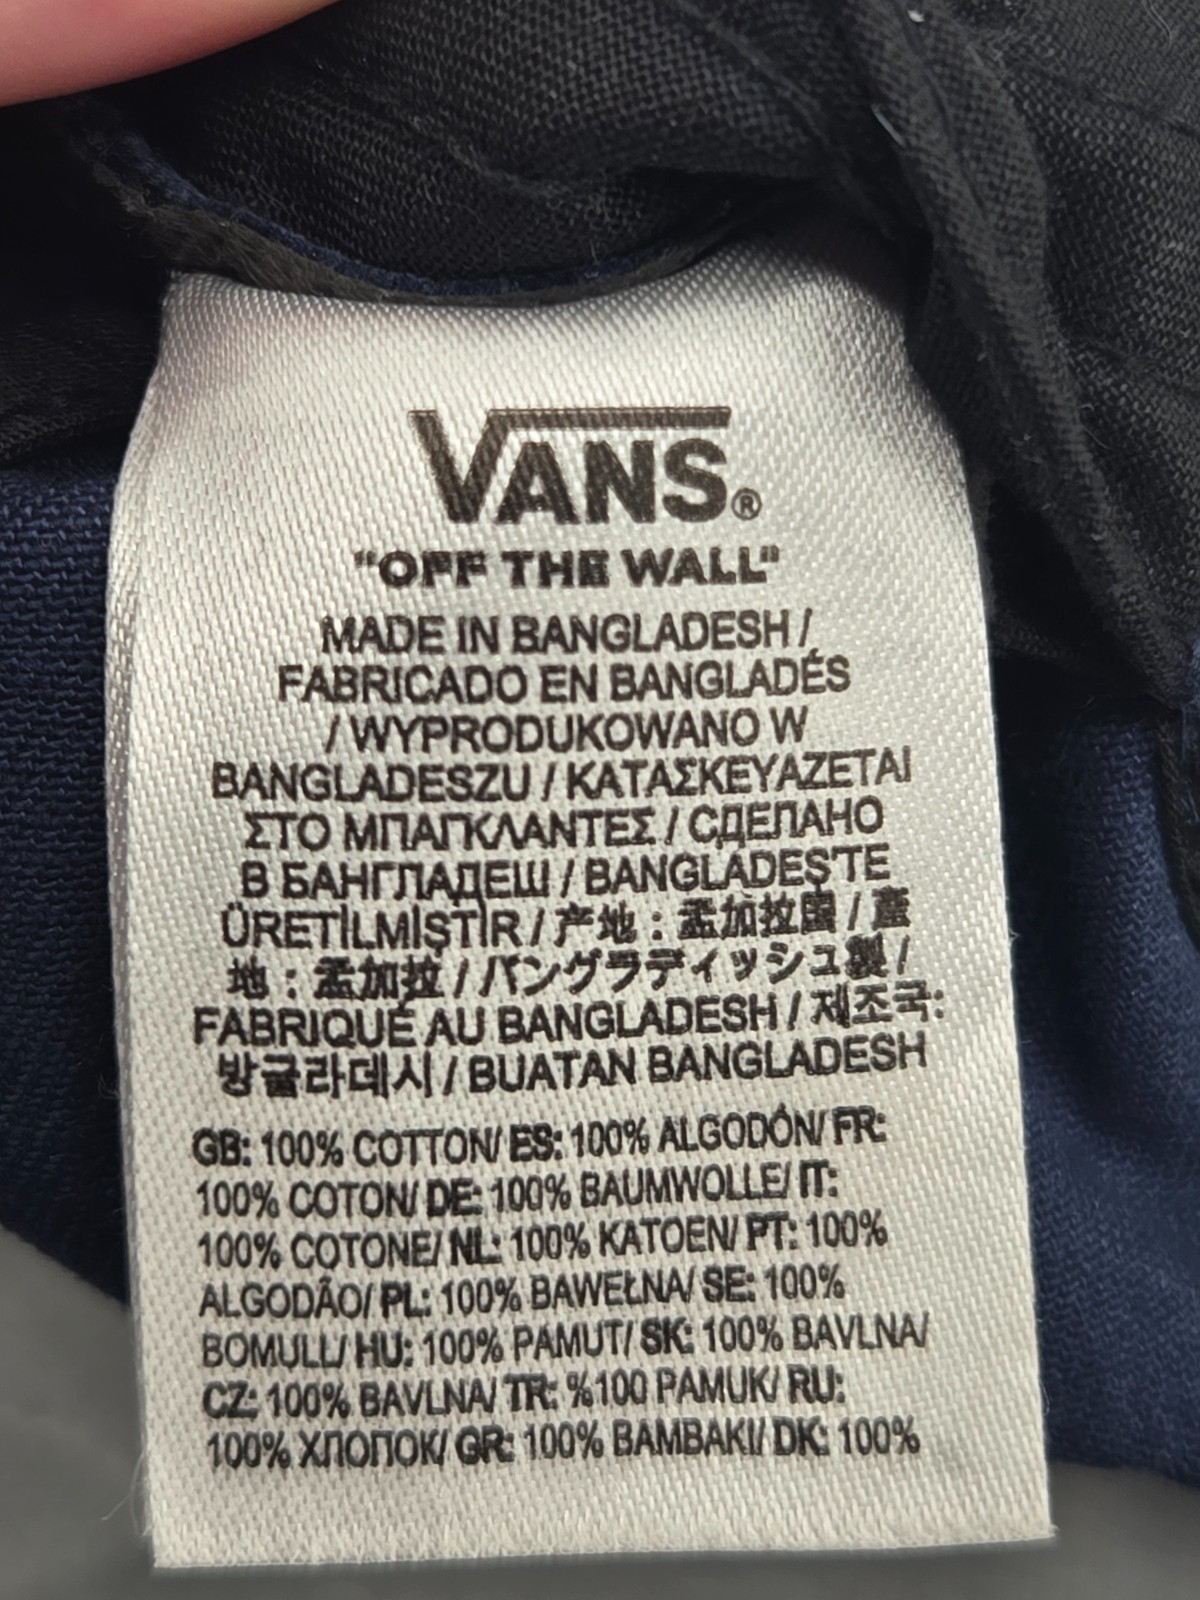 VANS®
"OFF THE WALL"
MADE IN BANGLADESH /
FABRICADO EN BANGLADÉS
/ WYPRODUKOWANO W
BANGLADESZU / ΚΑΤΑΣΚΕΥΑΖΕΤΑΙ
ΣΤΟ ΜΠΑΓΚΛΑΝΤΕΣ / СДЕЛАНО
В БАНГЛАДЕШ / BANGLADEŞ'TE
ÜRETİLMİŞTİR / 产地 : 孟加拉国 / 產
地 : 孟加拉 / バングラディッシュ製 /
FABRIQUÉ AU BANGLADESH / 제조국:
방글라데시 / BUATAN BANGLADESH
GB: 100% COTTON/ ES: 100% ALGODÓN/ FR:
100% COTON/ DE: 100% BAUMWOLLE/ IT:
100% COTONE/ NL: 100% KATOEN/ PT: 100%
ALGODÃO/ PL: 100% BAWEŁNA/ SE: 100%
BOMULL/ HU: 100% PAMUT/ SK: 100% BAVLNA/
CZ: 100% BAVLNA/ TR: %100 PAMUK/ RU:
100% ХЛОПОК/ GR: 100% ΒΑΜΒΑΚΙ/ DK: 100%